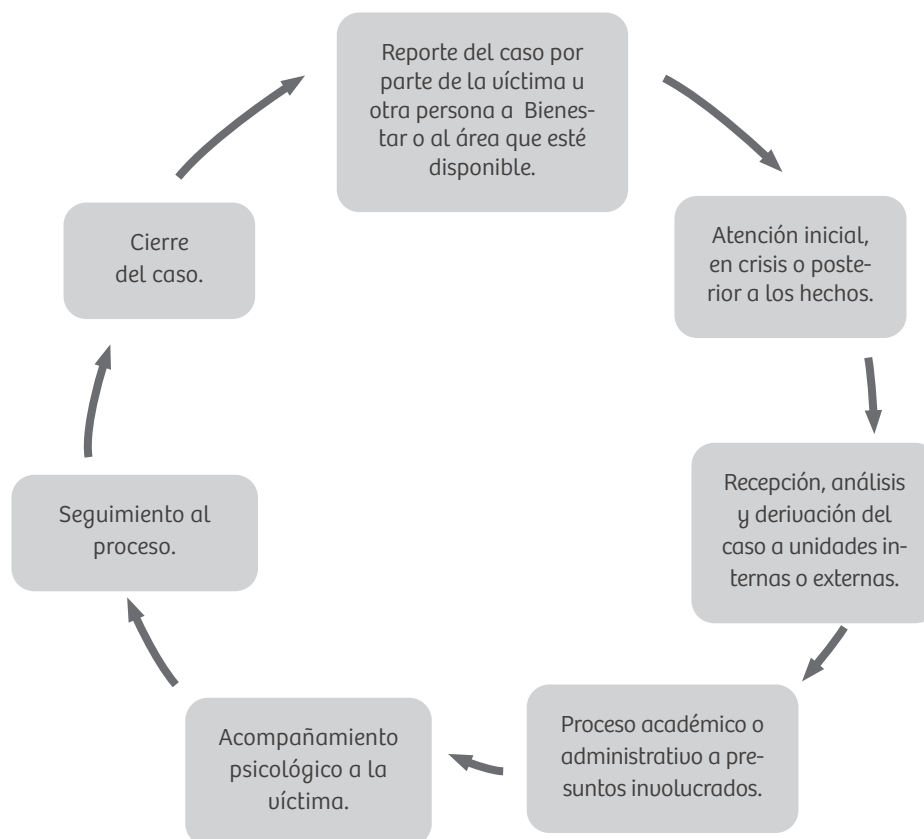 Reporte del caso por
parte de la víctima u
otra persona a Bienes-
tar o al área que esté
disponible.
Atención inicial,
en crisis o poste-
rior a los hechos.
Recepción, análisis
y derivación del
caso a unidades in-
ternas o externas.
Proceso académico o
administrativo a pre-
suntos involucrados.
Acompañamiento
psicológico a la
víctima.
Seguimiento al
proceso.
Cierre
del caso.